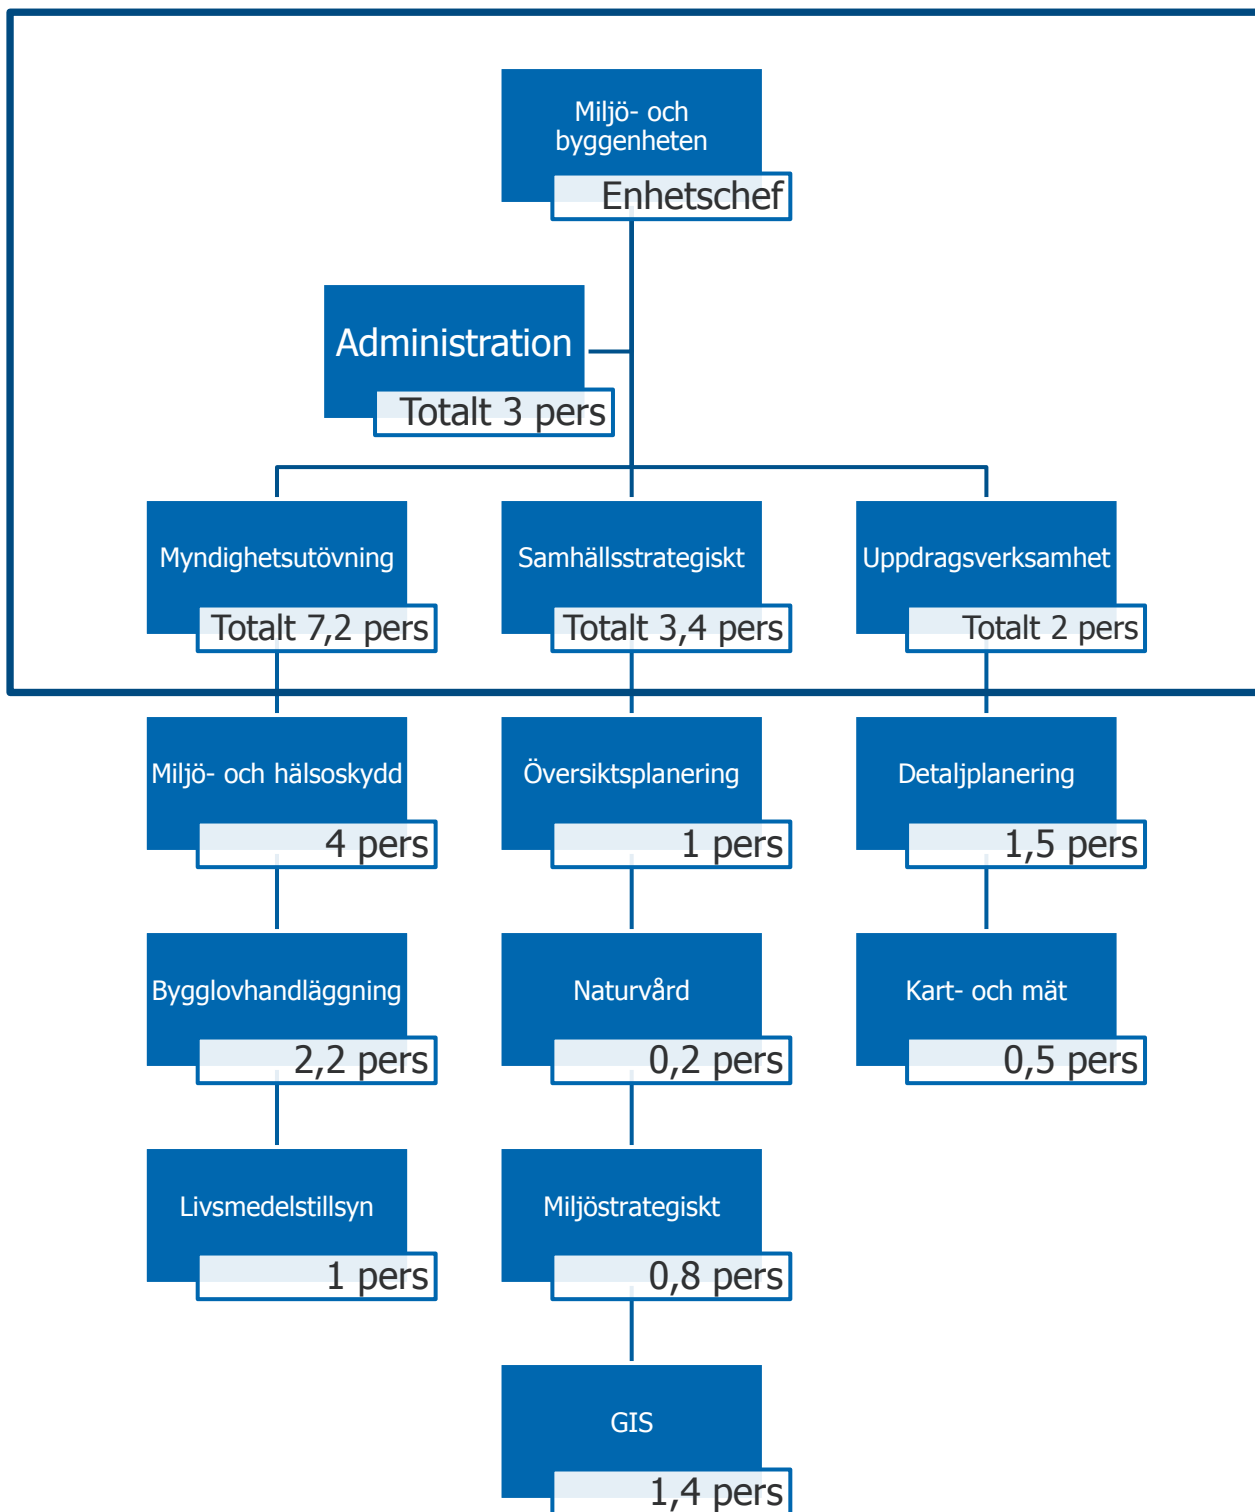 Miljö- och
byggenheten
Enhetschef
Administration
Totalt 3 pers
Myndighetsutövning
Totalt 7,2 pers
Samhällsstrategiskt
Totalt 3,4 pers
Uppdragsverksamhet
Totalt 2 pers
Miljö- och hälsoskydd
4 pers
Översiktsplanering
1 pers
Detaljplanering
1,5 pers
Bygglovhandläggning
2,2 pers
Naturvård
0,2 pers
Kart- och mät
0,5 pers
Livsmedelstillsyn
1 pers
Miljöstrategiskt
0,8 pers
GIS
1,4 pers